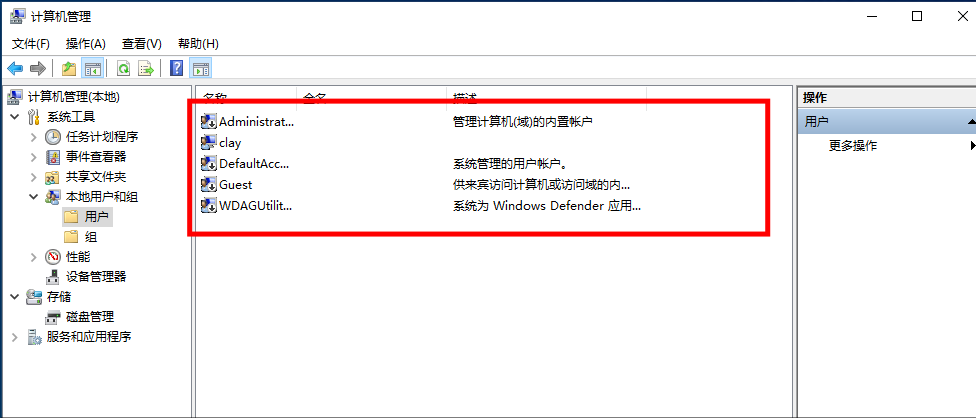 计算机管理
文件(F) 操作(A) 查看(V) 帮助(H)
计算机管理(本地)
系统工具
任务计划程序
事件查看器
共享文件夹
本地用户和组
用户
组
性能
设备管理器
存储
磁盘管理
服务和应用程序
名称 全名 描述
Administrat... 管理计算机(域)的内置帐户
clay
DefaultAcc... 系统管理的用户帐户。
Guest 供来宾访问计算机或访问域的内...
WDAGUtilit... 系统为 Windows Defender 应用...
操作
用户
更多操作